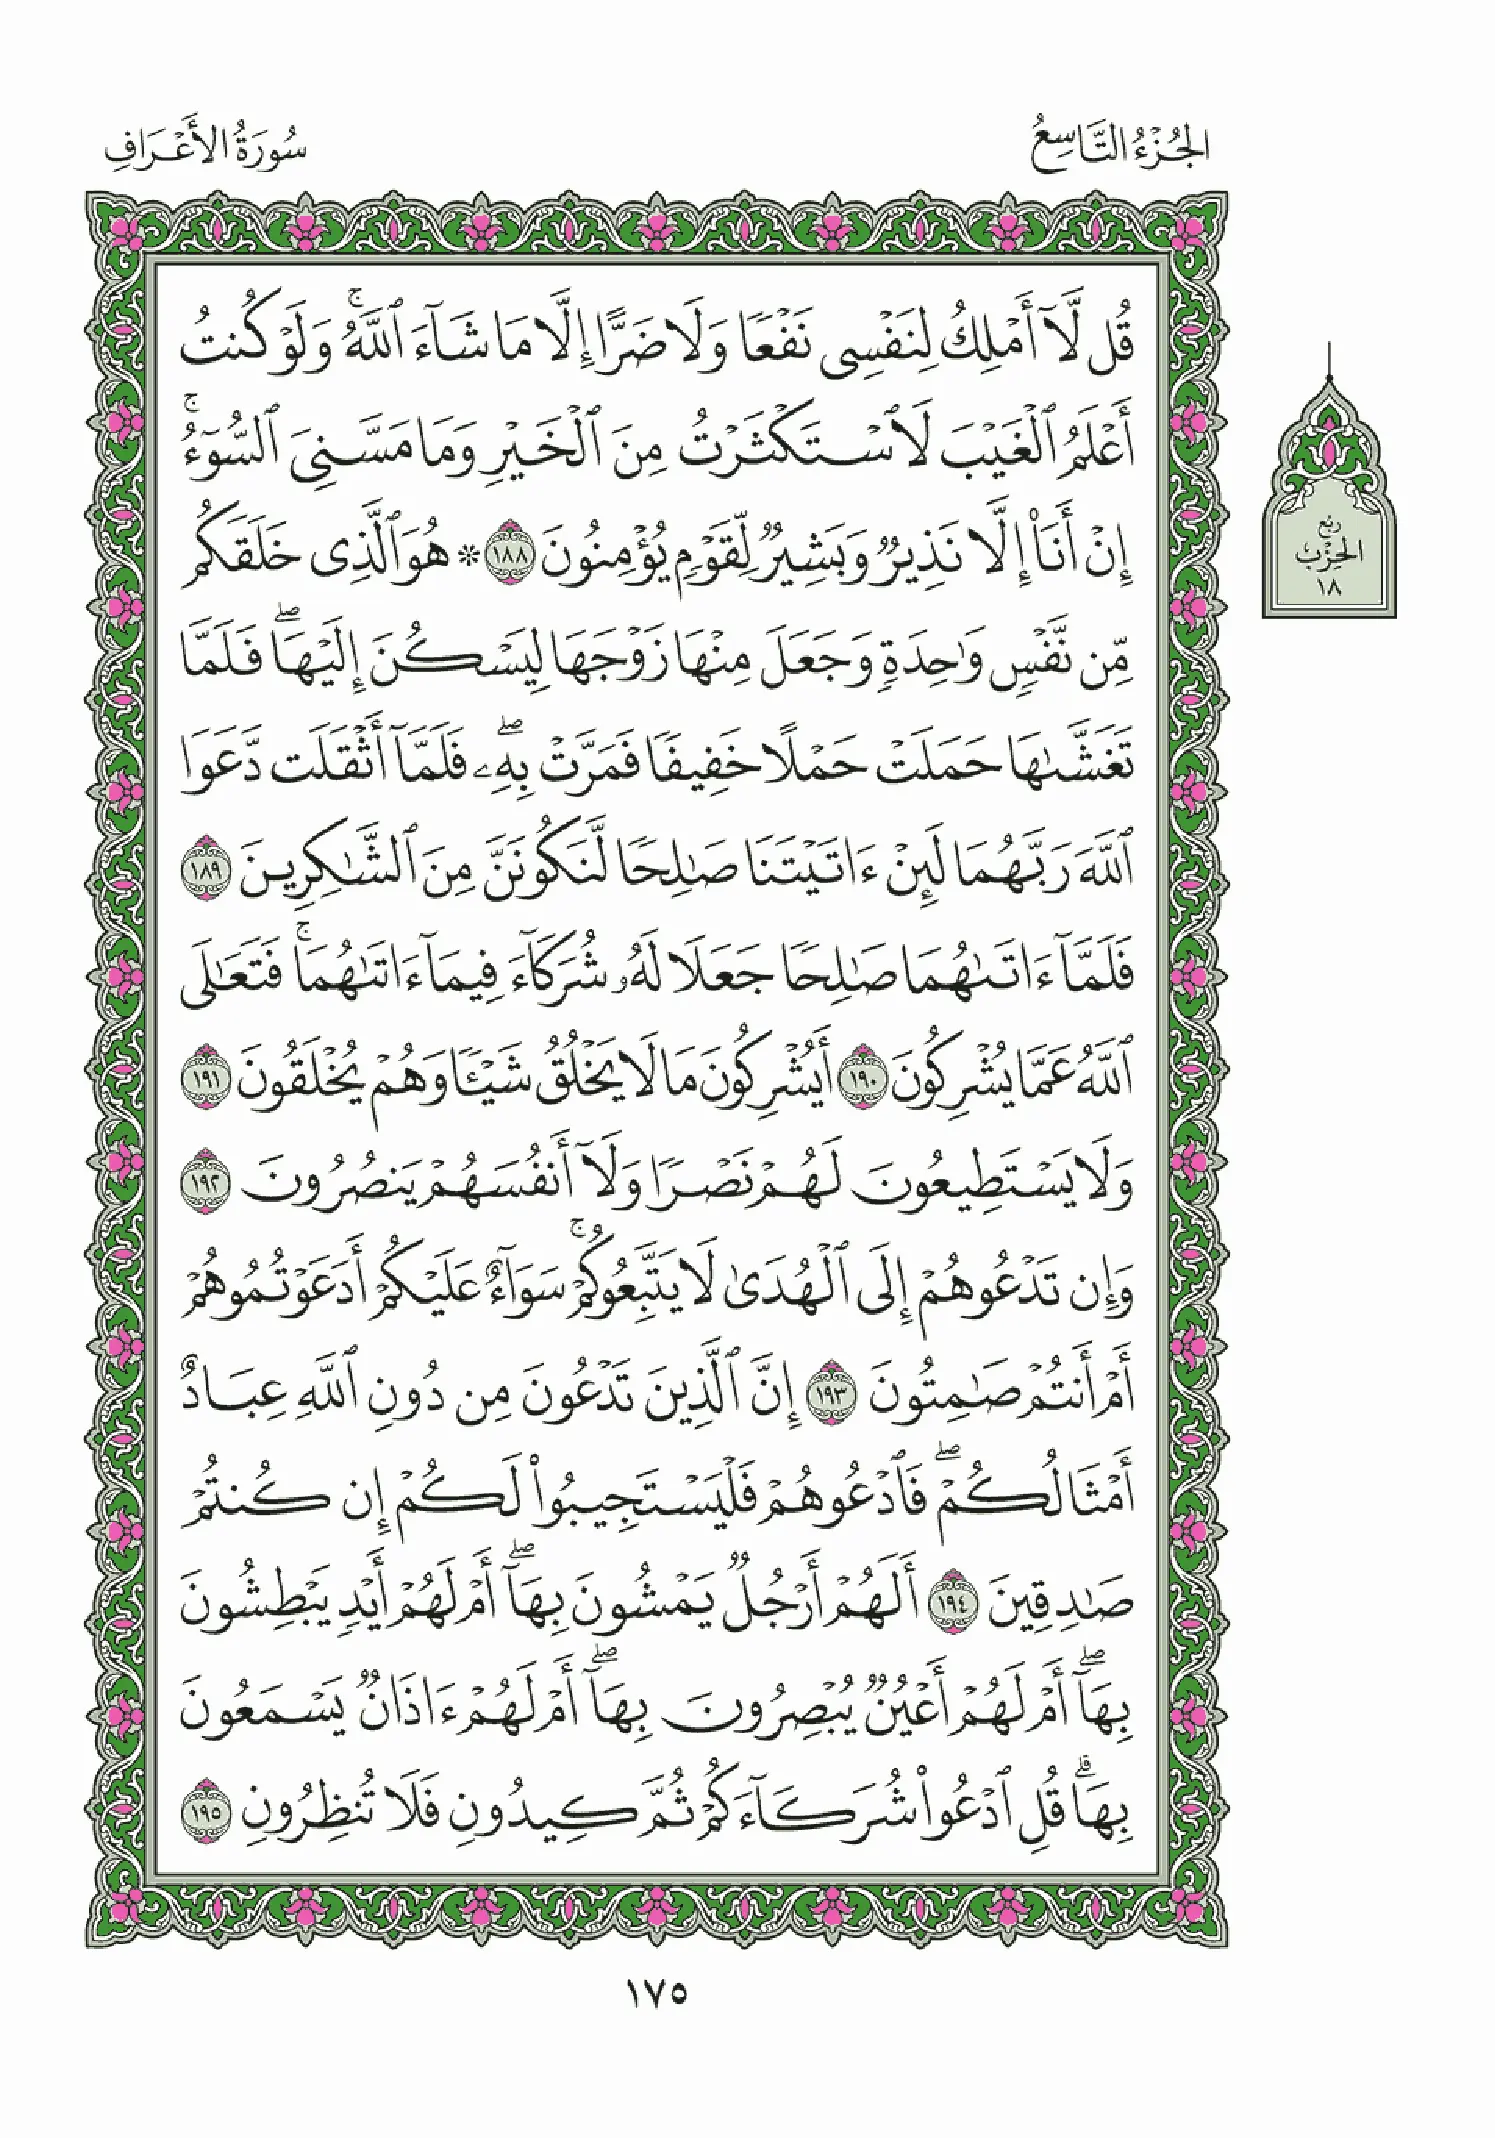 الجُزْءُ التَّاسِعُ
سُورَةُ الأَعْرَافِ
قُل لَّآ أَمْلِكُ لِنَفْسِى نَفْعًا وَلَا ضَرًّا إِلَّا مَا شَآءَ ٱللَّهُ ۚ وَلَوْ كُنتُ
أَعْلَمُ ٱلْغَيْبَ لَٱسْتَكْثَرْتُ مِنَ ٱلْخَيْرِ وَمَا مَسَّنِىَ ٱلسُّوٓءُ ۚ
إِنْ أَنَا۠ إِلَّا نَذِيرٌ وَبَشِيرٌ لِّقَوْمٍ يُؤْمِنُونَ ١٨٨ ۞ هُوَ ٱلَّذِى خَلَقَكُم
مِّن نَّفْسٍ وَٰحِدَةٍ وَجَعَلَ مِنْهَا زَوْجَهَا لِيَسْكُنَ إِلَيْهَا ۖ فَلَمَّا
تَغَشَّىٰهَا حَمَلَتْ حَمْلًا خَفِيفًا فَمَرَّتْ بِهِۦ ۖ فَلَمَّآ أَثْقَلَت دَّعَوَا
ٱللَّهَ رَبَّهُمَا لَئِنْ ءَاتَيْتَنَا صَٰلِحًا لَّنَكُونَنَّ مِنَ ٱلشَّٰكِرِينَ ١٨٩
فَلَمَّآ ءَاتَىٰهُمَا صَٰلِحًا جَعَلَا لَهُۥ شُرَكَآءَ فِيمَآ ءَاتَىٰهُمَا ۚ فَتَعَٰلَى
ٱللَّهُ عَمَّا يُشْرِكُونَ ١٩٠ أَيُشْرِكُونَ مَا لَا يَخْلُقُ شَيْـًٔا وَهُمْ يُخْلَقُونَ ١٩١
وَلَا يَسْتَطِيعُونَ لَهُمْ نَصْرًا وَلَآ أَنفُسَهُمْ يَنصُرُونَ ١٩٢
وَإِن تَدْعُوهُمْ إِلَى ٱلْهُدَىٰ لَا يَتَّبِعُوكُمْ ۚ سَوَآءٌ عَلَيْكُمْ أَدَعَوْتُمُوهُمْ
أَمْ أَنتُمْ صَٰمِتُونَ ١٩٣ إِنَّ ٱلَّذِينَ تَدْعُونَ مِن دُونِ ٱللَّهِ عِبَادٌ
أَمْثَالُكُمْ ۖ فَٱدْعُوهُمْ فَلْيَسْتَجِيبُوا۟ لَكُمْ إِن كُنتُمْ
صَٰدِقِينَ ١٩٤ أَلَهُمْ أَرْجُلٌ يَمْشُونَ بِهَآ ۖ أَمْ لَهُمْ أَيْدٍ يَبْطِشُونَ
بِهَآ ۖ أَمْ لَهُمْ أَعْيُنٌ يُبْصِرُونَ بِهَآ ۖ أَمْ لَهُمْ ءَاذَانٌ يَسْمَعُونَ
بِهَا ۗ قُلِ ٱدْعُوا۟ شُرَكَآءَكُمْ ثُمَّ كِيدُونِ فَلَا تُنظِرُونِ ١٩٥
رُبْع
الحِزْب
١٨
١٧٥